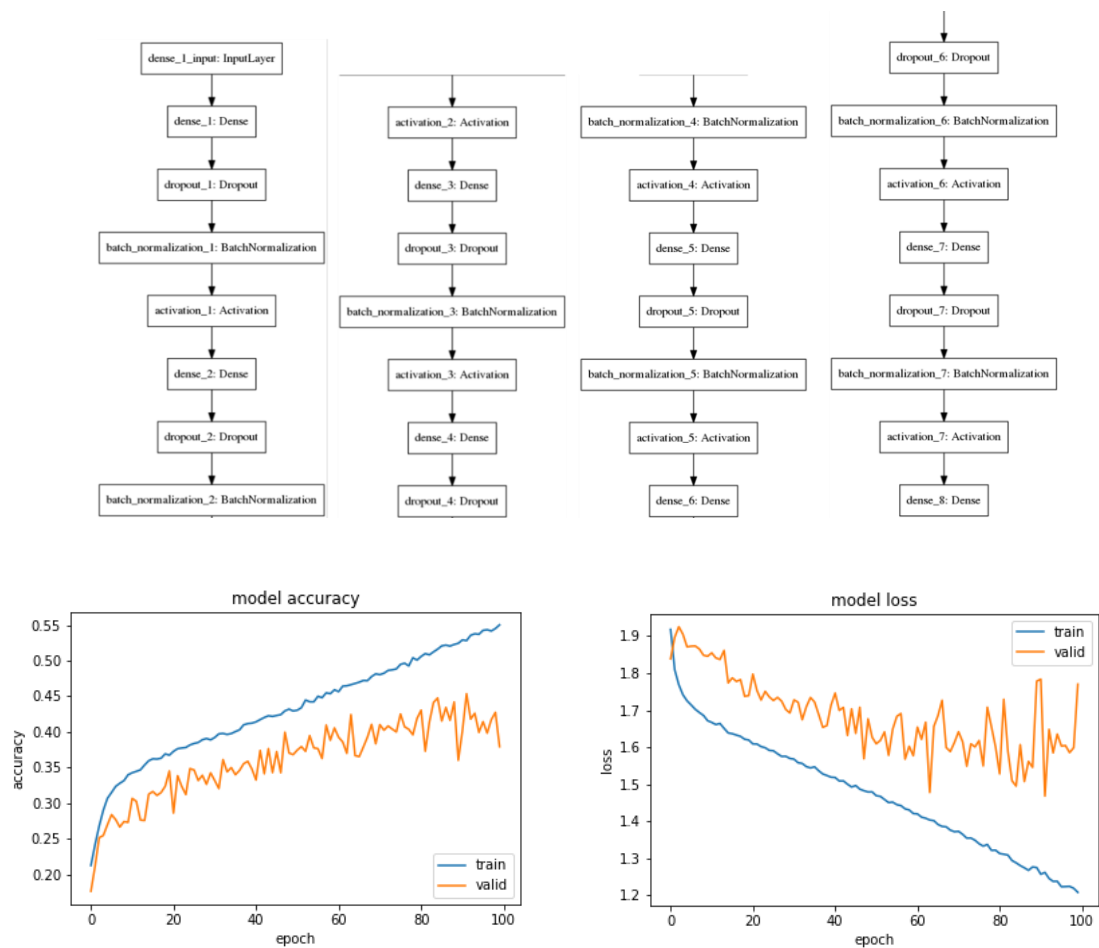 dense_1_input: InputLayer
dense_1: Dense
dropout_1: Dropout
batch_normalization_1: BatchNormalization
activation_1: Activation
dense_2: Dense
dropout_2: Dropout
batch_normalization_2: BatchNormalization
activation_2: Activation
dense_3: Dense
dropout_3: Dropout
batch_normalization_3: BatchNormalization
activation_3: Activation
dense_4: Dense
dropout_4: Dropout
batch_normalization_4: BatchNormalization
activation_4: Activation
dense_5: Dense
dropout_5: Dropout
batch_normalization_5: BatchNormalization
activation_5: Activation
dense_6: Dense
dropout_6: Dropout
batch_normalization_6: BatchNormalization
activation_6: Activation
dense_7: Dense
dropout_7: Dropout
batch_normalization_7: BatchNormalization
activation_7: Activation
dense_8: Dense
model accuracy
accuracy
0.55
0.50
0.45
0.40
0.35
0.30
0.25
0.20
train
valid
0 20 40 60 80 100
epoch
model loss
loss
1.9
1.8
1.7
1.6
1.5
1.4
1.3
1.2
train
valid
0 20 40 60 80 100
epoch